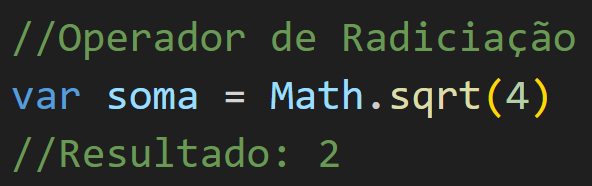 //Operador de Radiciação
var soma = Math.sqrt(4)
//Resultado: 2